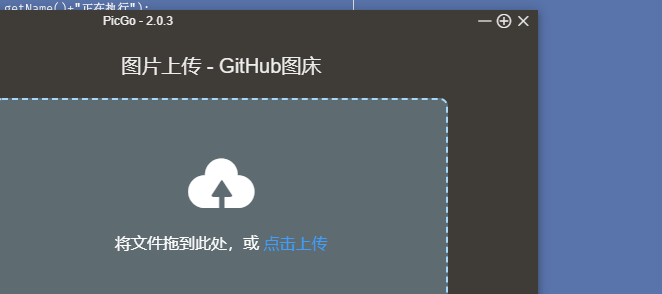 getName()+"正在执行");
PicGo - 2.0.3
图片上传 - GitHub图床
将文件拖到此处，或 点击上传